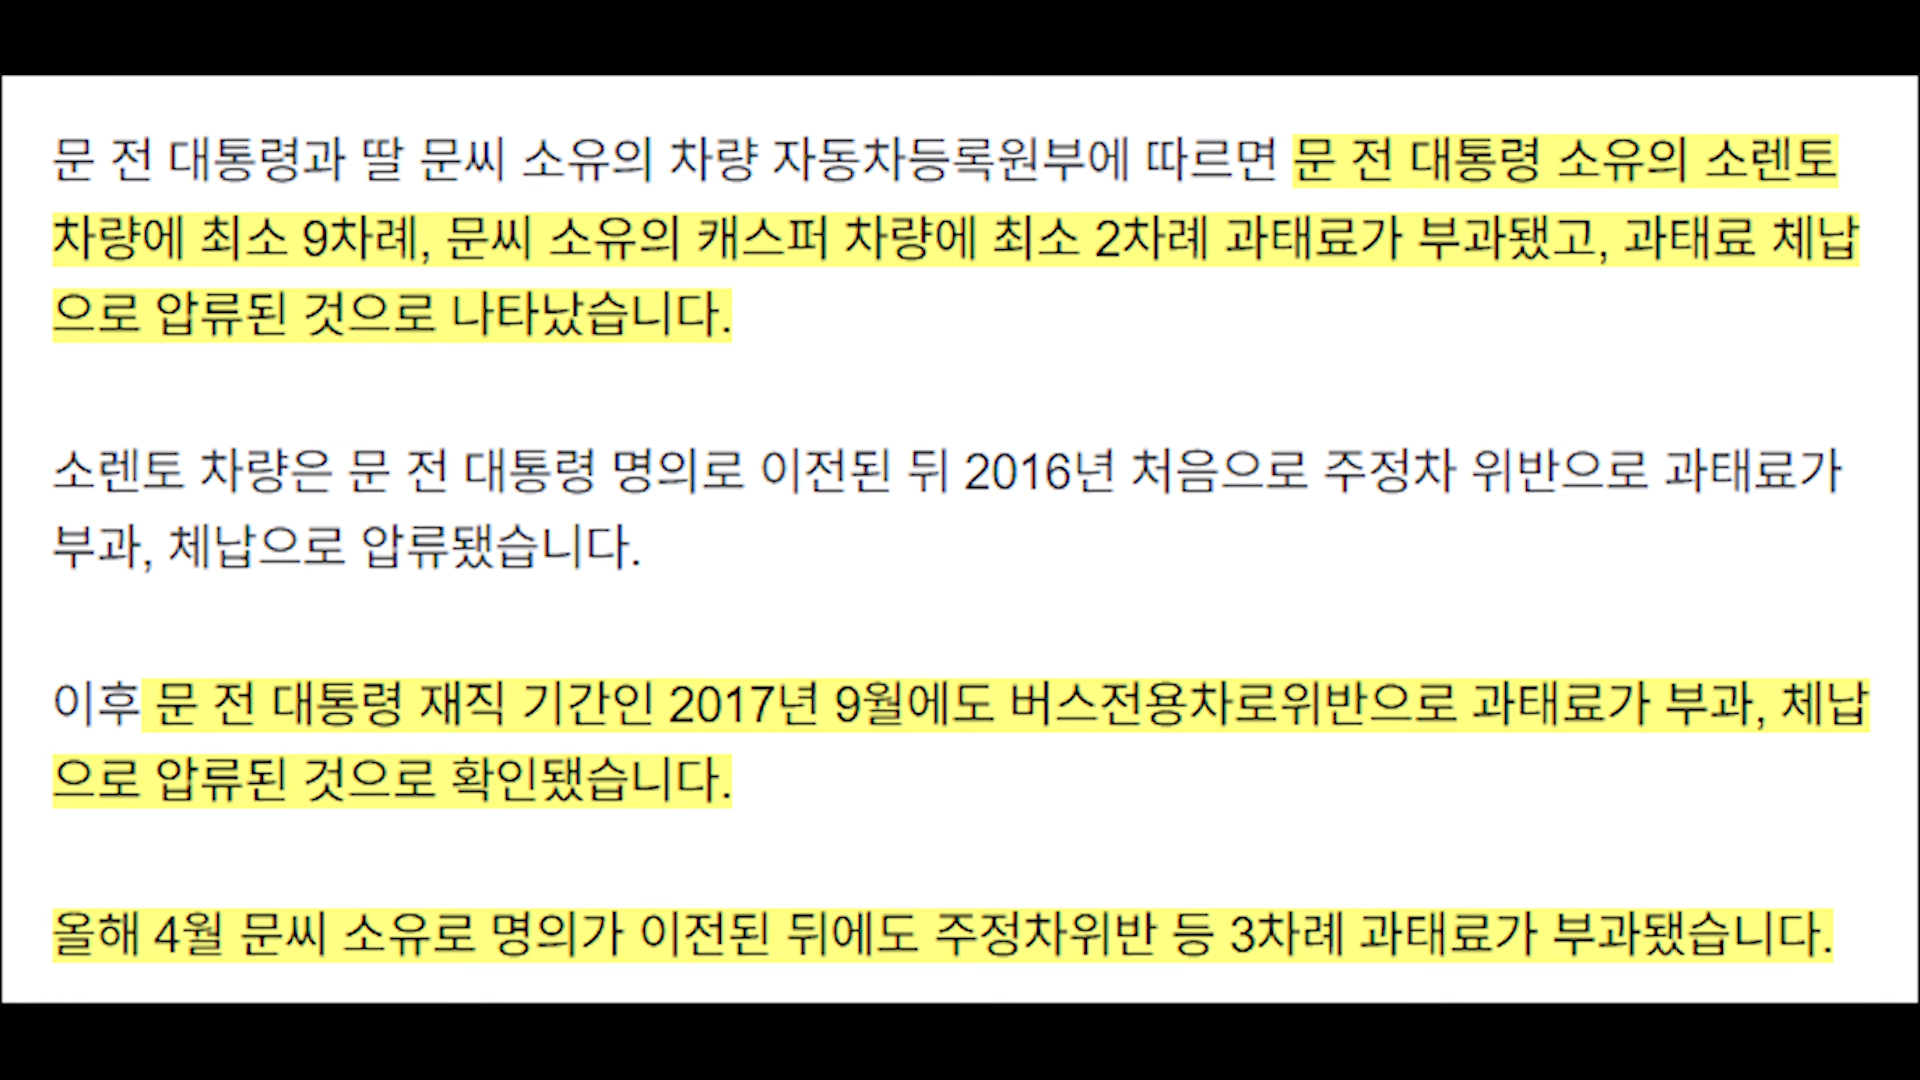 문 전 대통령과 딸 문씨 소유의 차량 자동차등록원부에 따르면 문 전 대통령 소유의 소렌토
차량에 최소 9차례, 문씨 소유의 캐스퍼 차량에 최소 2차례 과태료가 부과됐고, 과태료 체납
으로 압류된 것으로 나타났습니다.
소렌토 차량은 문 전 대통령 명의로 이전된 뒤 2016년 처음으로 주정차 위반으로 과태료가
부과, 체납으로 압류됐습니다.
이후 문 전 대통령 재직 기간인 2017년 9월에도 버스전용차로위반으로 과태료가 부과, 체납
으로 압류된 것으로 확인됐습니다.
올해 4월 문씨 소유로 명의가 이전된 뒤에도 주정차위반 등 3차례 과태료가 부과됐습니다.